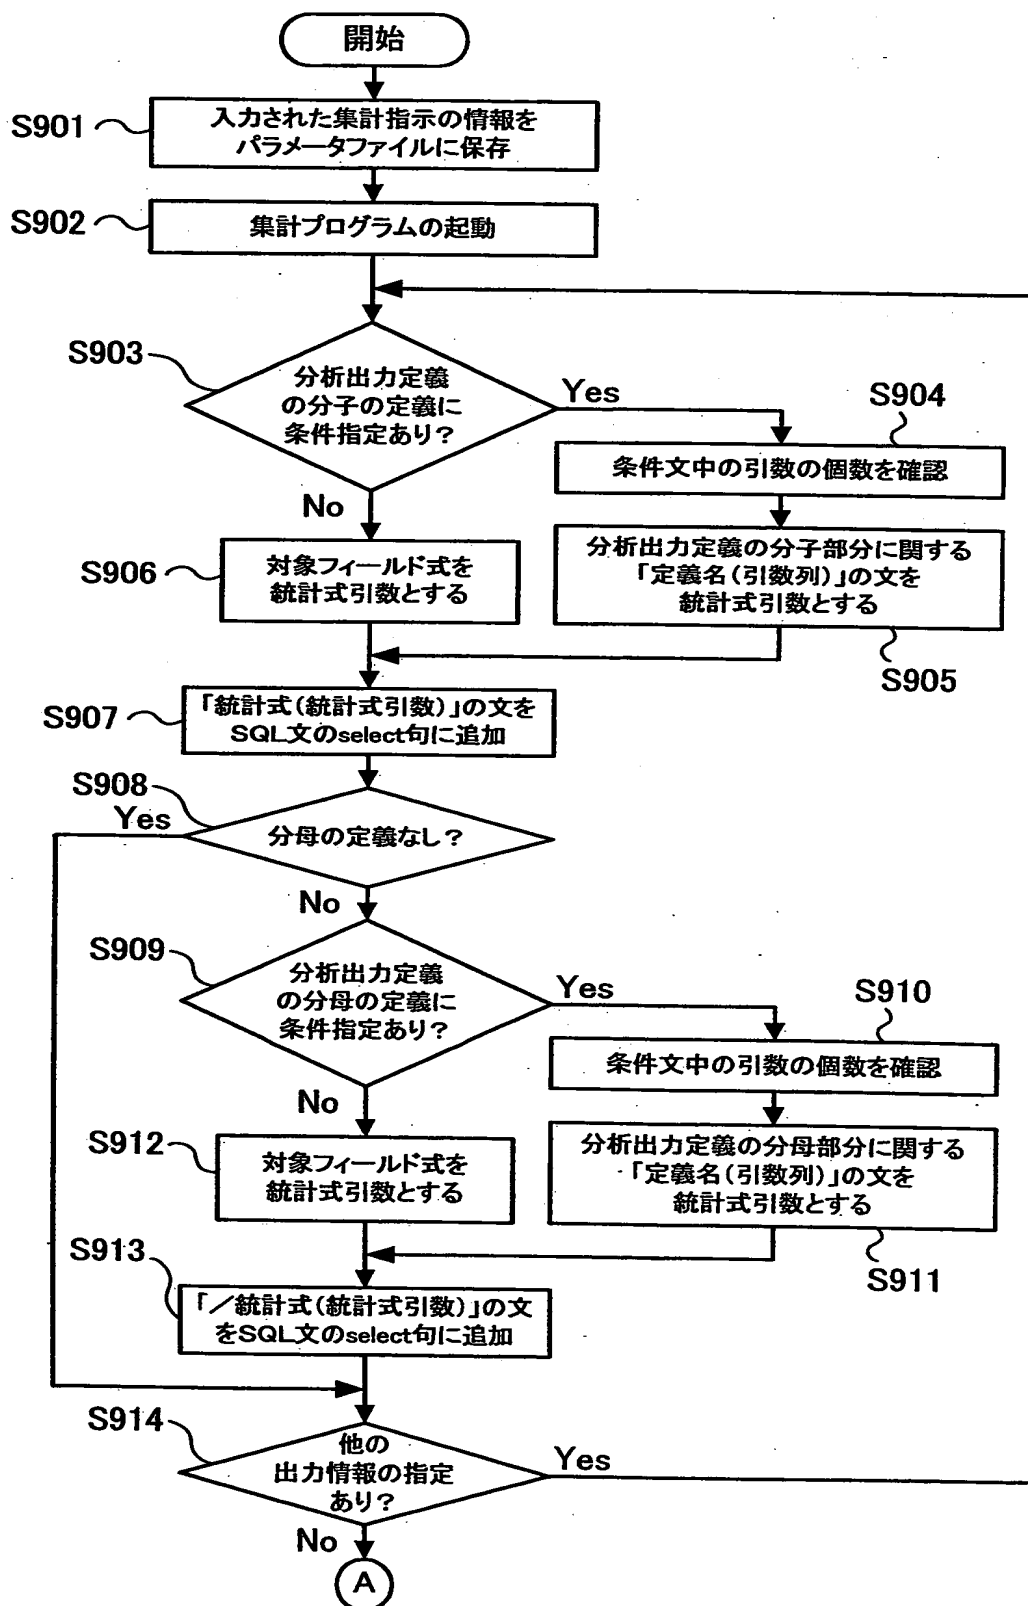 開始
S901
入力された集計指示の情報を
パラメータファイルに保存
S902
集計プログラムの起動
S903
分析出力定義
の分子の定義に
条件指定あり?
Yes
S904
条件文中の引数の個数を確認
No
S906
対象フィールド式を
統計式引数とする
分析出力定義の分子部分に関する
「定義名(引数列)」の文を
統計式引数とする
S905
S907
「統計式(統計式引数)」の文を
SQL文のselect句に追加
S908
Yes
分母の定義なし?
No
S909
分析出力定義
の分母の定義に
条件指定あり?
Yes
S910
条件文中の引数の個数を確認
No
S912
対象フィールド式を
統計式引数とする
分析出力定義の分母部分に関する
「定義名(引数列)」の文を
統計式引数とする
S911
S913
「/統計式(統計式引数)」の文
をSQL文のselect句に追加
S914
他の
出力情報の指定
あり?
Yes
No
A